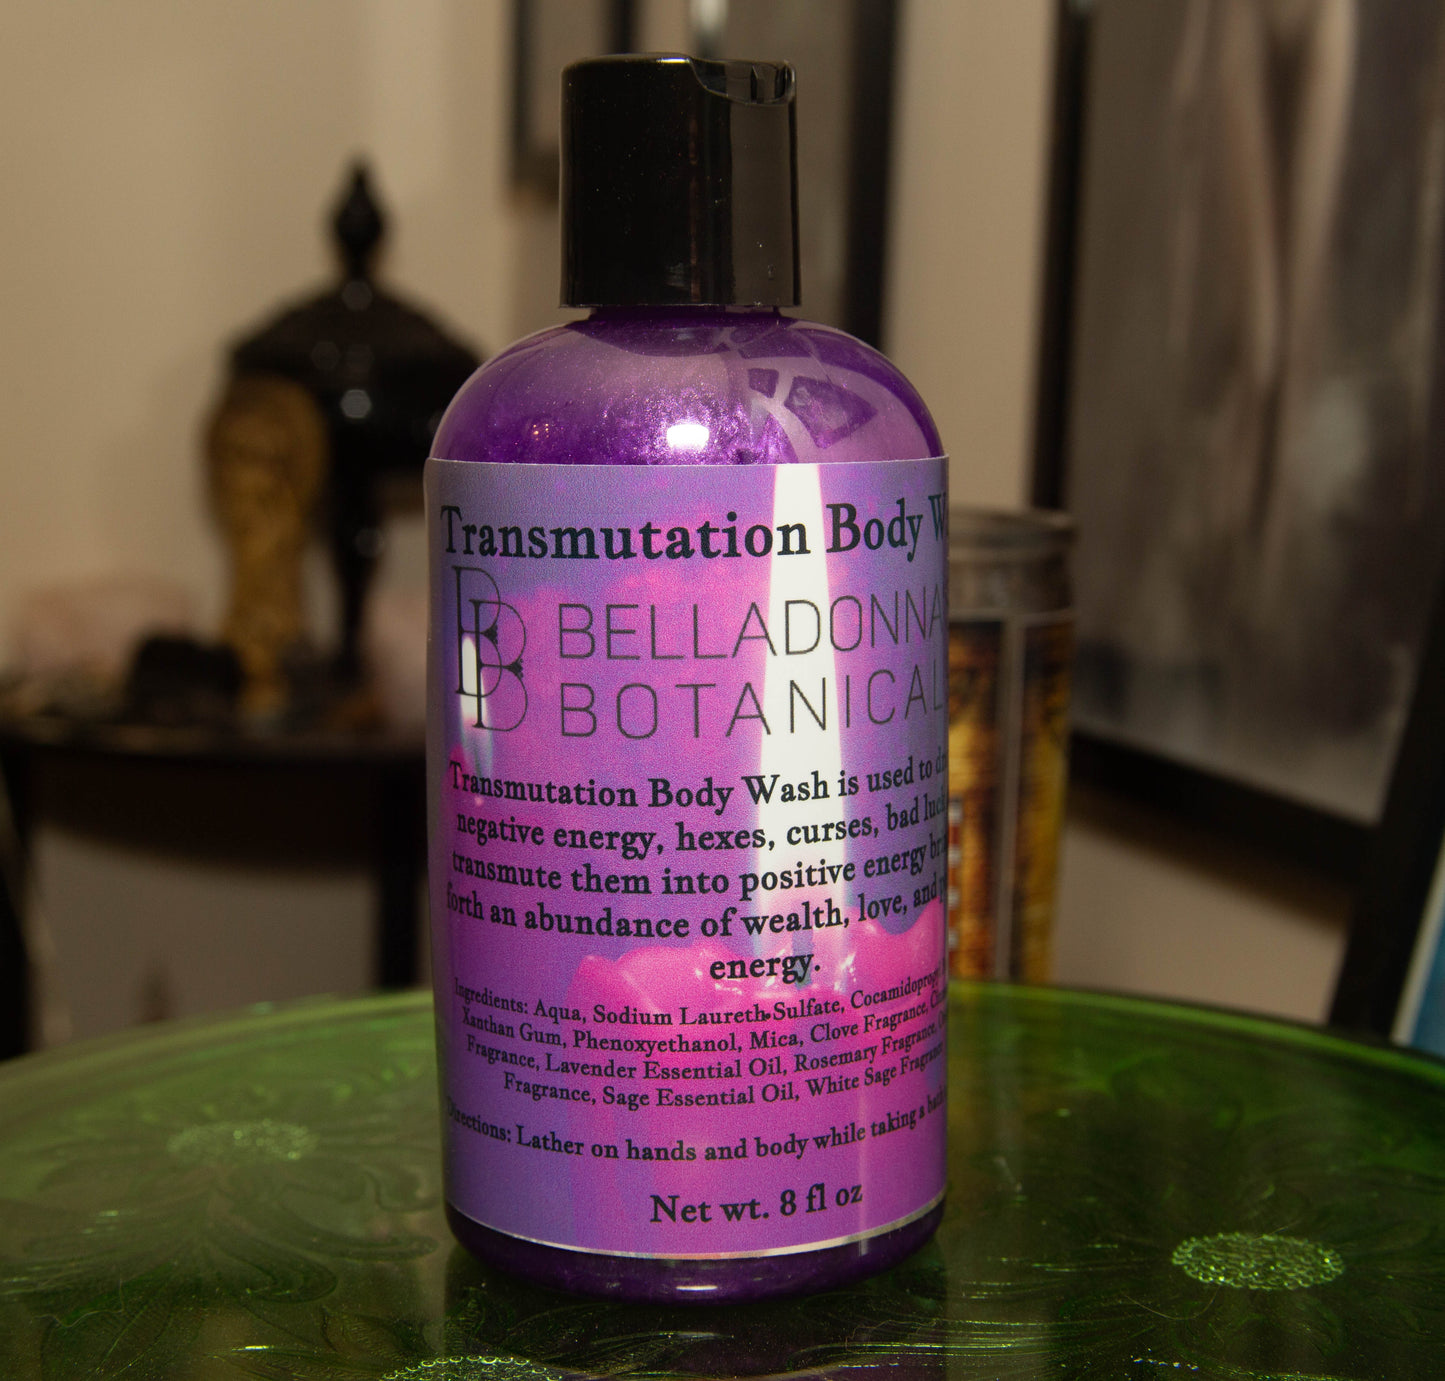 Transmutation Body
BELLADONNA
BOTANICAL
Transmutation Body Wash is used to
negative energy, hexes, curses, bad luck
transmute them into positive energy
forth an abundance of wealth, love, and
energy.
Ingredients: Aqua, Sodium Laureth Sulfate,
Xanthan Gum, Phenoxyethanol, Mica, Clove Fragrance,
Fragrance, Lavender Essential Oil, Rosemary Fragrance,
Fragrance, Sage Essential Oil, White Sage Fragrance
Directions: Lather on hands and body while taking a bath
Net wt. 8 fl oz